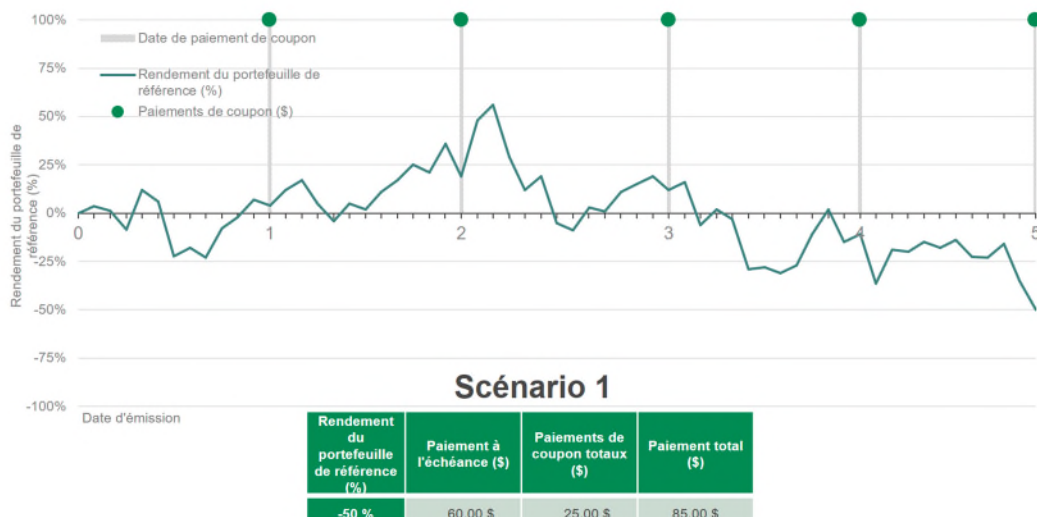 100%
Date de paiement de coupon
75%
Rendement du portefeuille de
référence (%)
50%
Paiements de coupon ($)
25%
0%
0 1 2 3 4 5
-25%
-50%
-75%
-100%
Rendement du portefeuille de
référence (%)
Scénario 1
Date d'émission
Rendement
du
portefeuille
de référence
(%)
Paiement à
l'échéance ($)
Paiements de
coupon totaux
($)
Paiement total
($)
-50 % 60,00 $ 25,00 $ 85,00 $